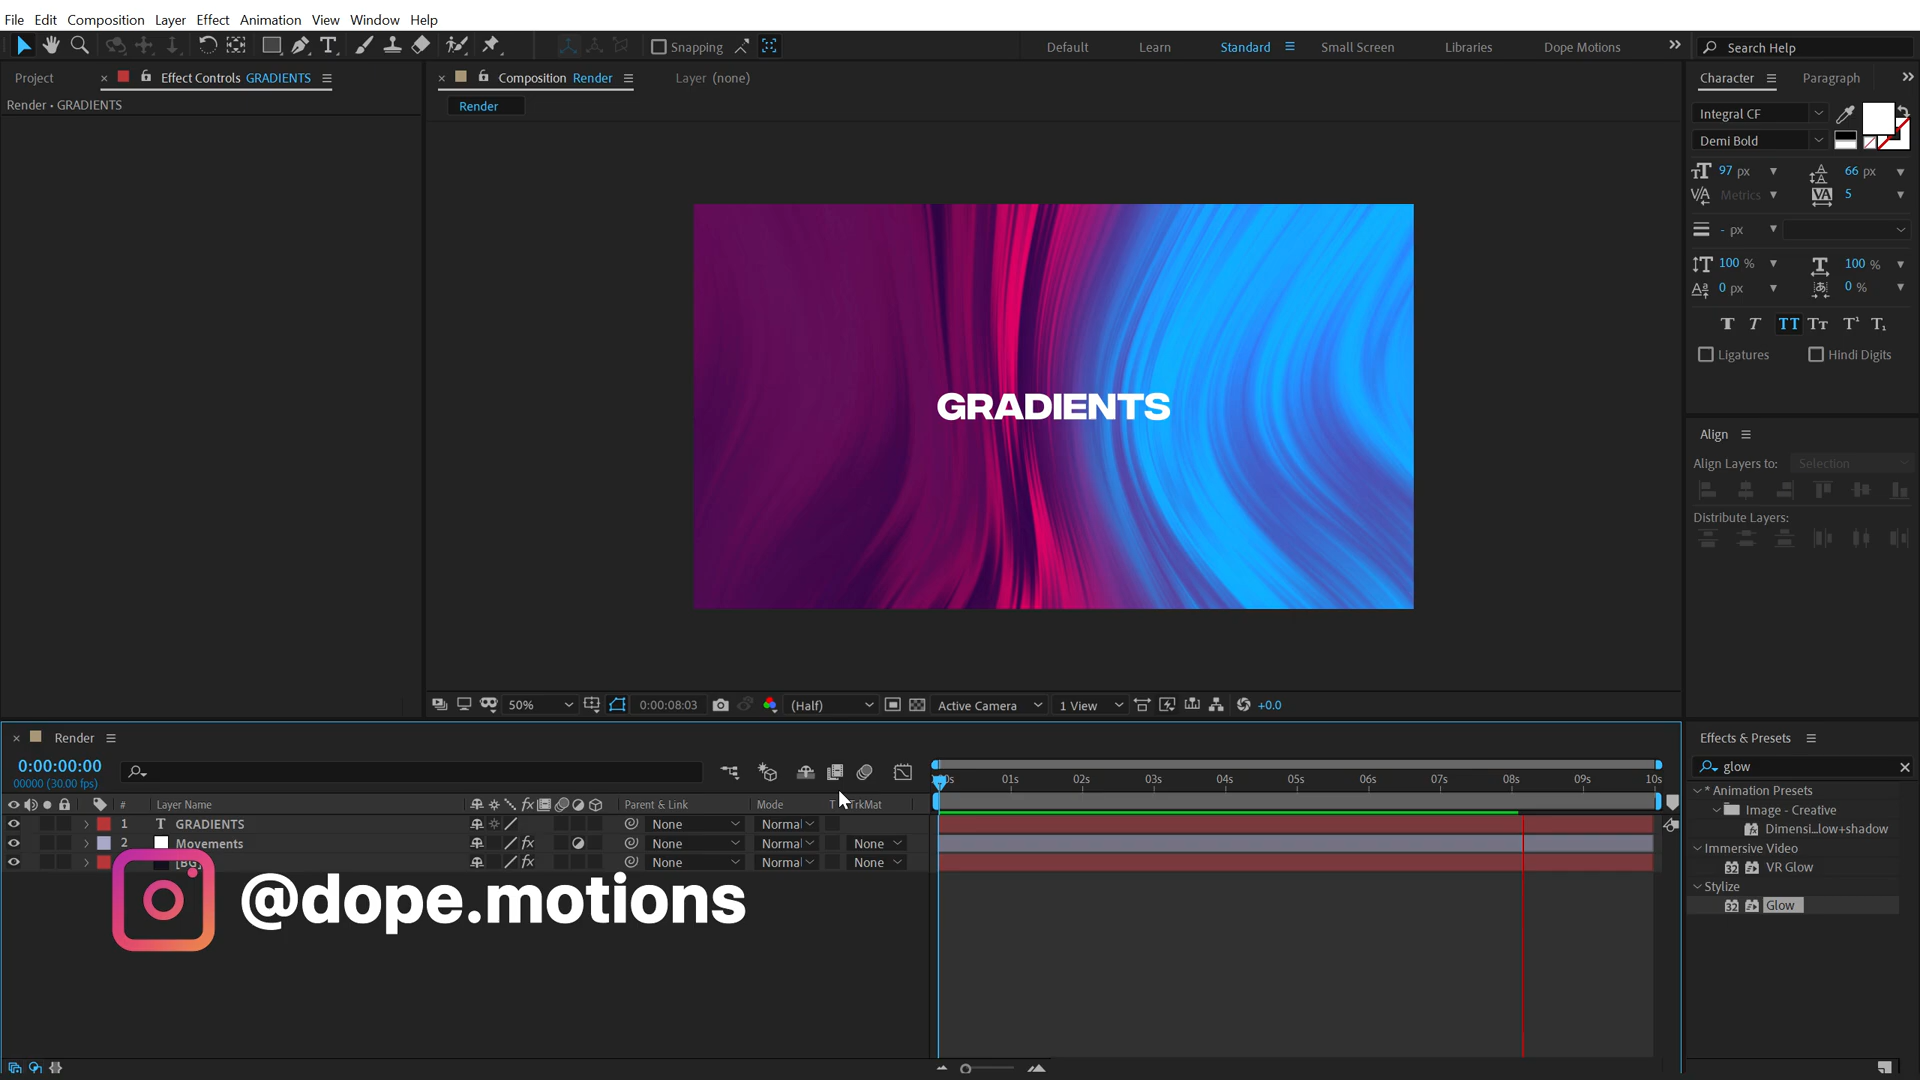 File Edit Composition Layer Effect Animation View Window Help
Snapping Default Learn Standard Small Screen Libraries Dope Motions Search Help
Project Effect Controls GRADIENTS
Composition Render Layer (none)
Character Paragraph
Render • GRADIENTS
Render
Integral CF
Demi Bold
97 px 66 px
Metrics 5
- px
100 % 100 %
0 px 0 %
Ligatures Hindi Digits
GRADIENTS
Align
Align Layers to: Selection
Distribute Layers:
50% 0:00:08:03 (Half) Active Camera 1 View +0.0
Render
0:00:00:00
00000 (30.00 fps)
01s 02s 03s 04s 05s 06s 07s 08s 09s 10s
# Layer Name Parent & Link Mode T TrkMat
1 GRADIENTS None Normal
2 Movements None Normal None
[BG] None Normal None
@dope.motions
Effects & Presets
glow
* Animation Presets
Image - Creative
Dimensi...low+shadow
Immersive Video
VR Glow
Stylize
Glow